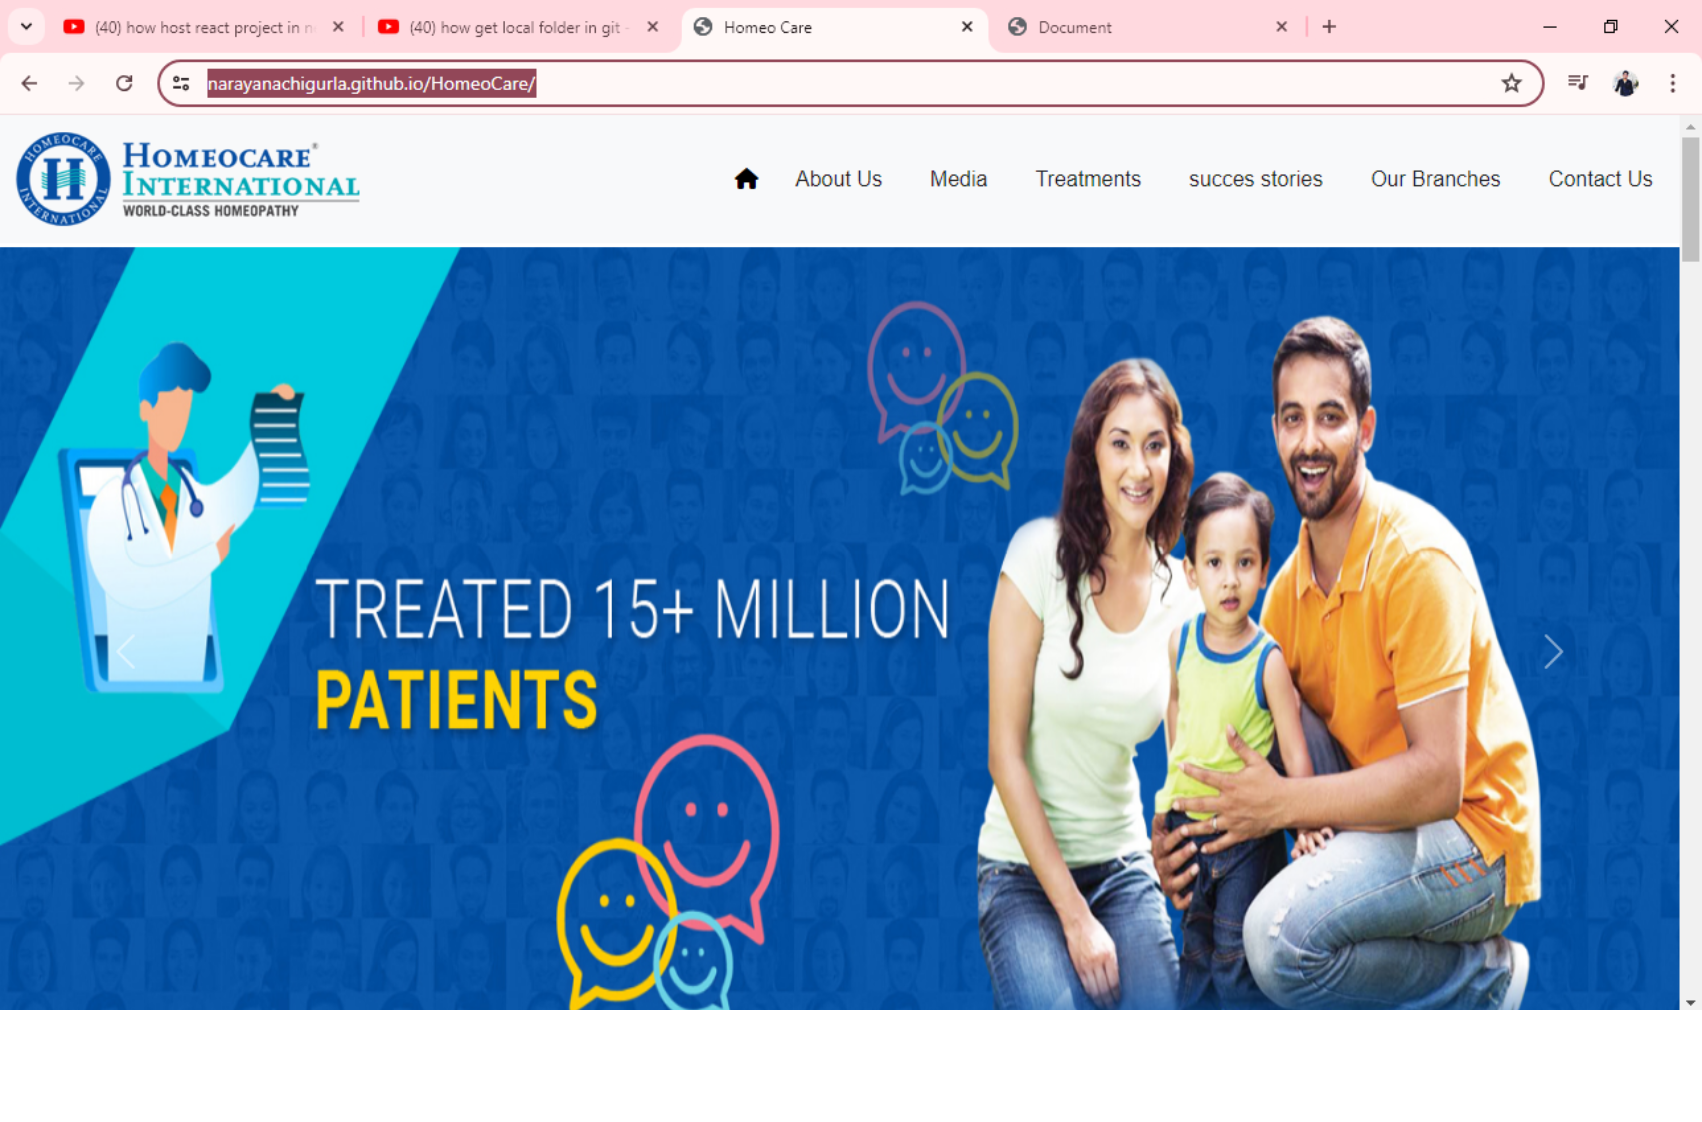 (40) how host react project in n
(40) how get local folder in git -
Homeo Care
Document
narayanachigurla.github.io/HomeoCare/
HOMEOCARE
INTERNATIONAL
H
HOMEOCARE®
INTERNATIONAL
WORLD-CLASS HOMEOPATHY
About Us
Media
Treatments
succes stories
Our Branches
Contact Us
TREATED 15+ MILLION
PATIENTS